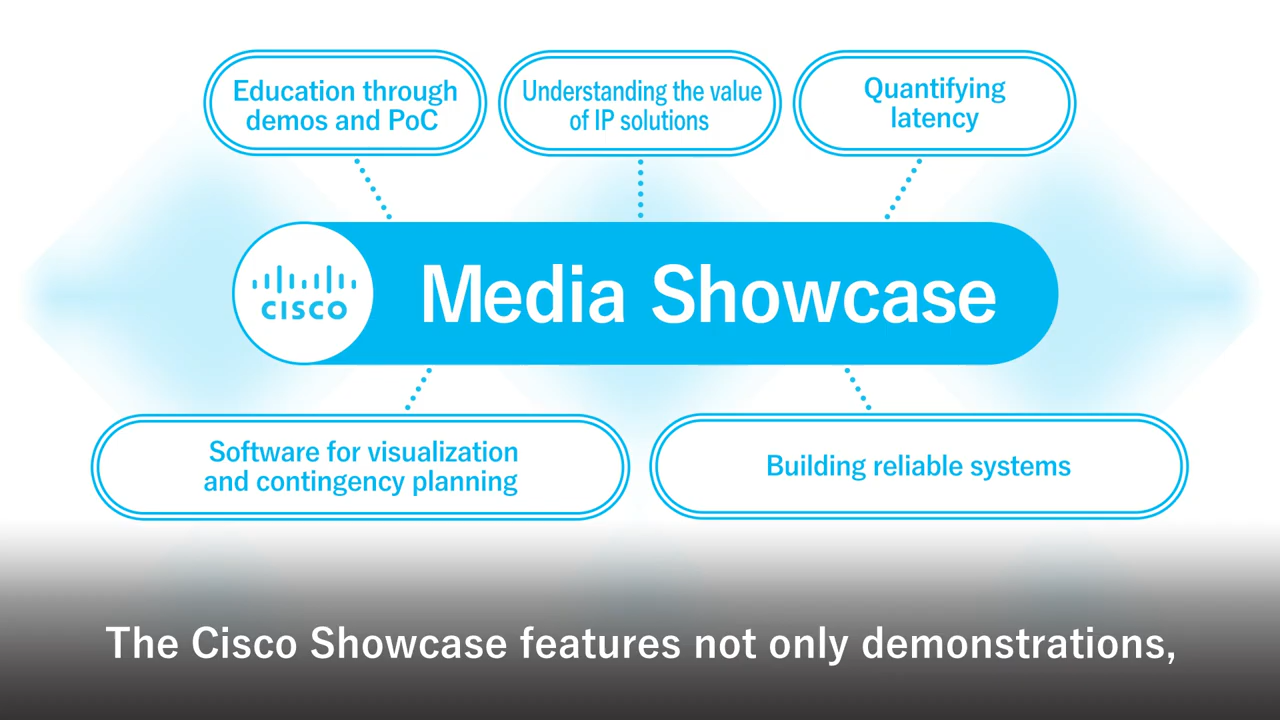 Education through
demos and PoC
Understanding the value
of IP solutions
Quantifying
latency
CISCO
Media Showcase
Software for visualization
and contingency planning
Building reliable systems
The Cisco Showcase features not only demonstrations,